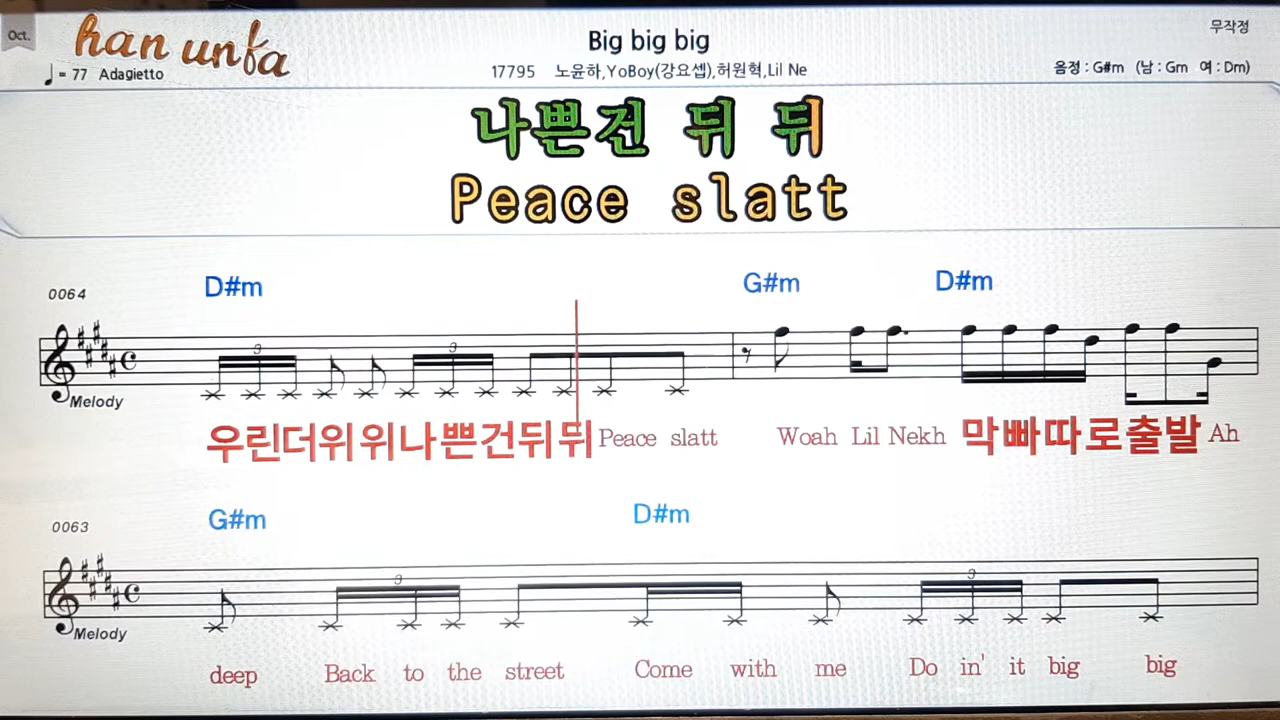 Oct.
han unfa
Big big big
무작정
♩ = 77 Adagietto
17795 노윤하,YoBoy(강요셉),허원혁,Lil Ne
음정 : G#m (남 : Gm 여 : Dm)
나쁜건 뒤 뒤
Peace slatt
0064
D#m G#m D#m
3 3
Melody
우린더위위나쁜건뒤뒤 Peace slatt Woah Lil Nekh 막빠따로출발 Ah
0063
G#m D#m
3 3
Melody
deep Back to the street Come with me Do in' it big big